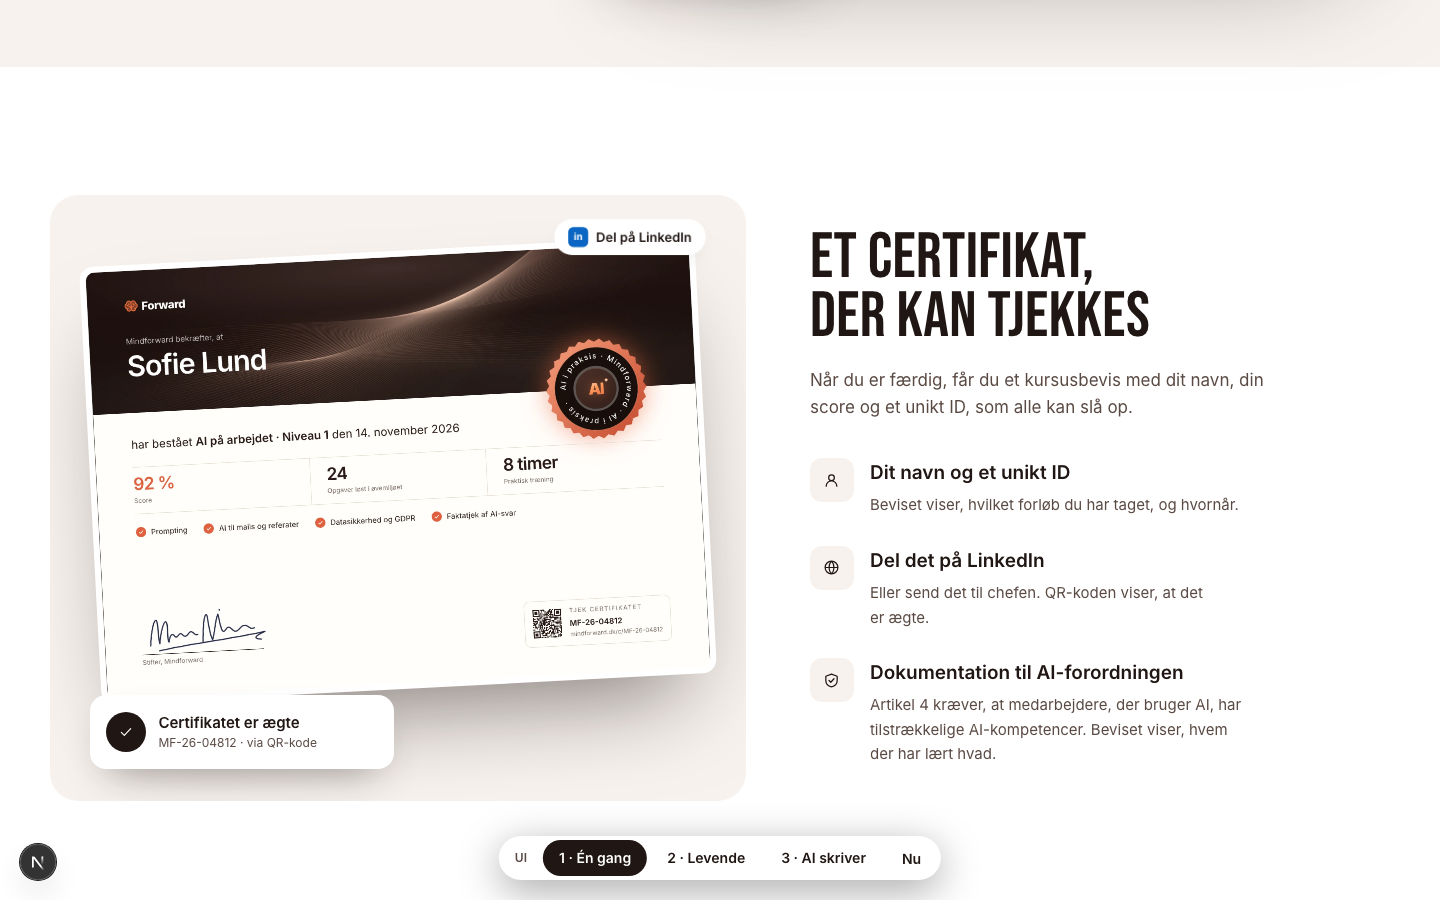 Del på LinkedIn
in
Forward
Mindforward bekræfter, at
Sofie Lund
AI i praksis · Mindforward · AI i praksis ·
AI
har bestået AI på arbejdet · Niveau 1 den 14. november 2026
92 %
Score
24
Opgaver løst i øvemiljøet
8 timer
Praktisk træning
Prompting
AI til mails og referater
Datasikkerhed og GDPR
Faktatjek af AI-svar
Stifter, Mindforward
TJEK CERTIFIKATET
MF-26-04812
mindforward.dk/c/MF-26-04812
Certifikatet er ægte
MF-26-04812 · via QR-kode
ET CERTIFIKAT,
DER KAN TJEKKES
Når du er færdig, får du et kursusbevis med dit navn, din
score og et unikt ID, som alle kan slå op.
Dit navn og et unikt ID
Beviset viser, hvilket forløb du har taget, og hvornår.
Del det på LinkedIn
Eller send det til chefen. QR-koden viser, at det
er ægte.
Dokumentation til AI-forordningen
Artikel 4 kræver, at medarbejdere, der bruger AI, har
tilstrækkelige AI-kompetencer. Beviset viser, hvem
der har lært hvad.
N
UI
1 · Én gang
2 · Levende
3 · AI skriver
Nu